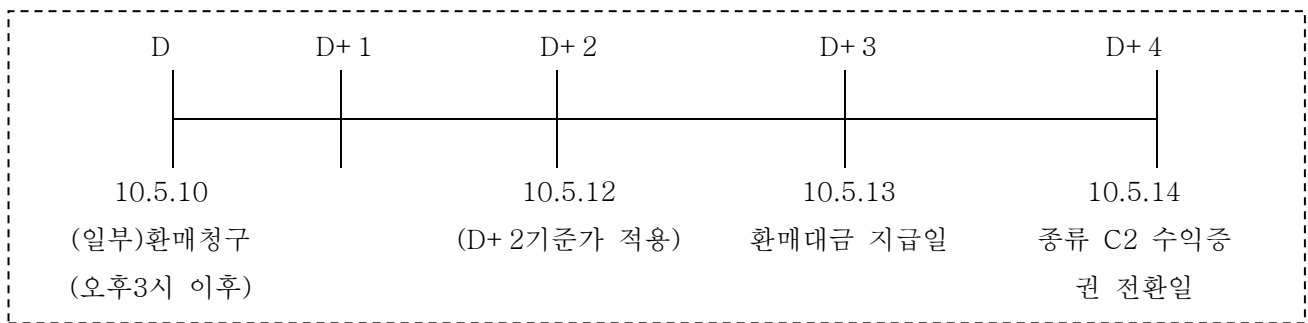 D D+1 D+2 D+3 D+4
10.5.10 10.5.12 10.5.13 10.5.14
(일부)환매청구 (D+2기준가 적용) 환매대금 지급일 종류 C2 수익증
(오후3시 이후) 권 전환일